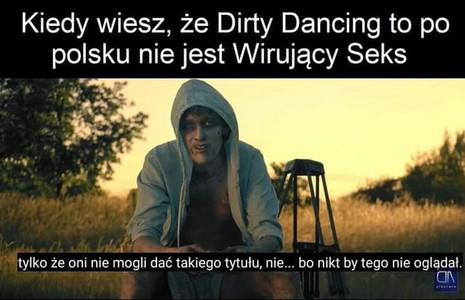 Kiedy wiesz, że Dirty Dancing to po
polsku nie jest Wirujący Seks
tylko że oni nie mogli dać takiego tytułu, nie... bo nikt by tego nie oglądał.